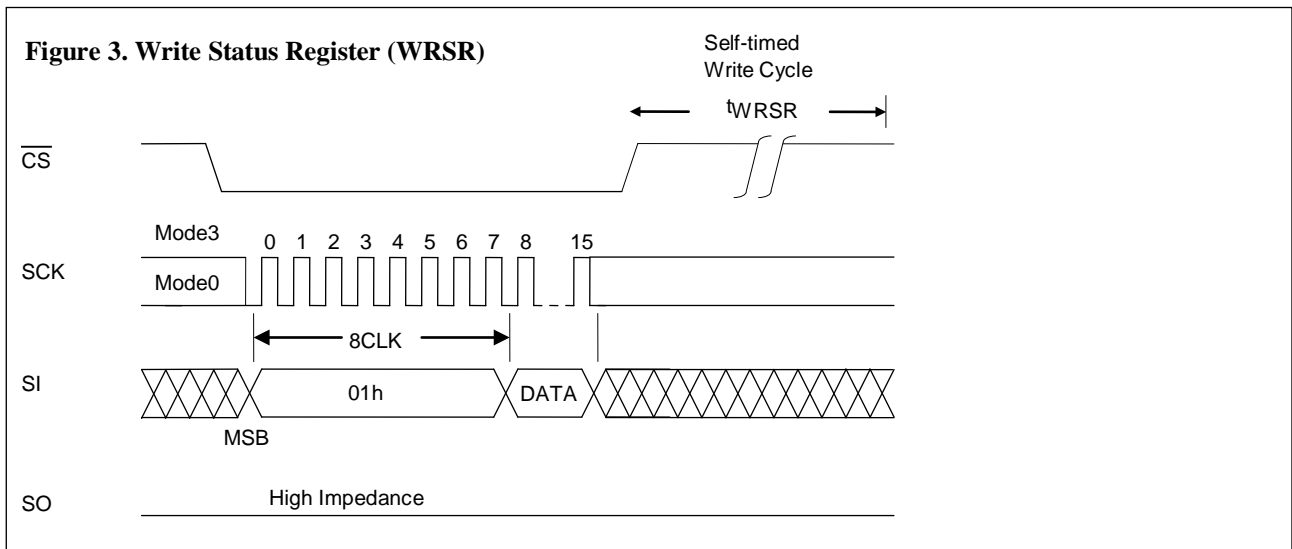 Figure 3. Write Status Register (WRSR)
Self-timed
Write Cycle
tWRSR
CS
Mode3
0 1 2 3 4 5 6 7 8 15
SCK
Mode0
8CLK
SI
01h
DATA
MSB
High Impedance
SO